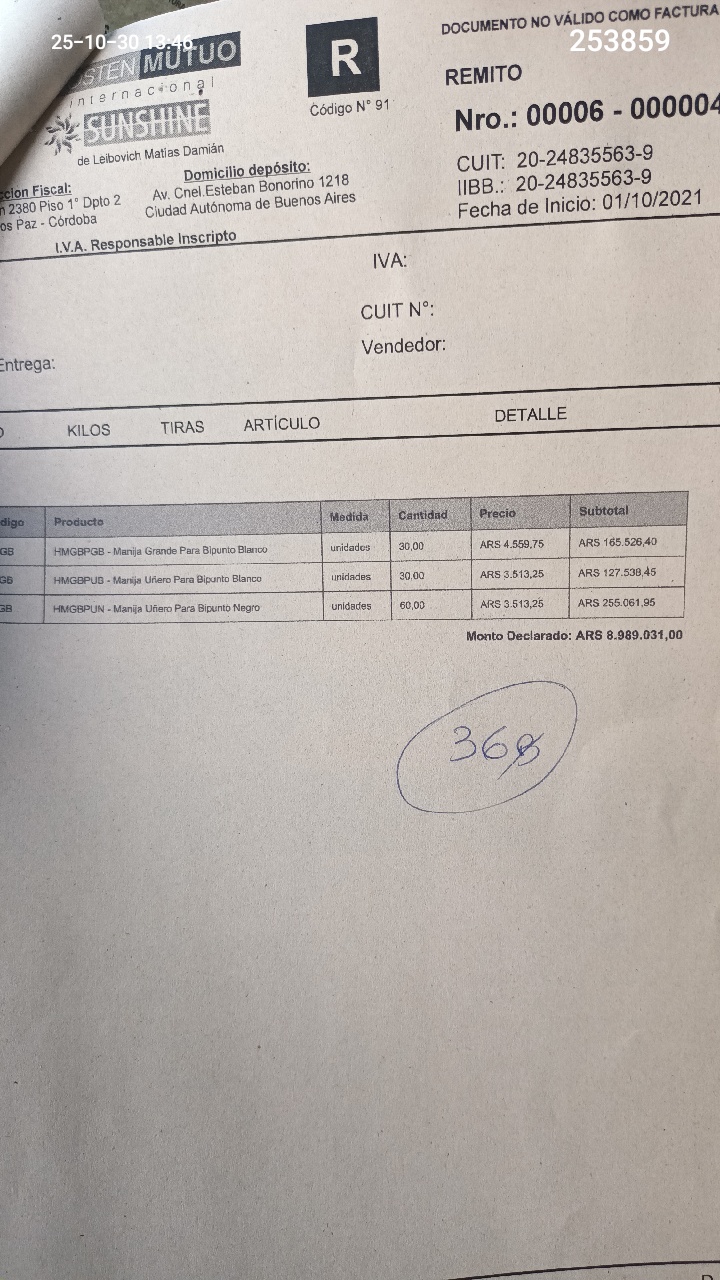 25-10-30 13:46
253859
DOCUMENTO NO VÁLIDO COMO FACTURA
STEN MUTUO
internacional
SUNSHINE
de Leibovich Matias Damián
R
Código N° 91
REMITO
Nro.: 00006 - 000004
CUIT: 20-24835563-9
IIBB.: 20-24835563-9
Fecha de Inicio: 01/10/2021
ccion Fiscal:
2380 Piso 1° Dpto 2
os Paz - Córdoba
Domicilio depósito:
Av. Cnel.Esteban Bonorino 1218
Ciudad Autónoma de Buenos Aires
I.V.A. Responsable Inscripto
IVA:
CUIT N°:
Vendedor:
Entrega:
KILOS TIRAS ARTÍCULO DETALLE
digo Producto Medida Cantidad Precio Subtotal
GB HMGBPGB - Manija Grande Para Bipunto Blanco unidades 30,00 ARS 4.559,75 ARS 165.526,40
GB HMGBPUB - Manija Uñero Para Bipunto Blanco unidades 30,00 ARS 3.513,25 ARS 127.538,45
GB HMGBPUN - Manija Uñero Para Bipunto Negro unidades 60,00 ARS 3.513,25 ARS 255.061,95
Monto Declarado: ARS 8.989.031,00